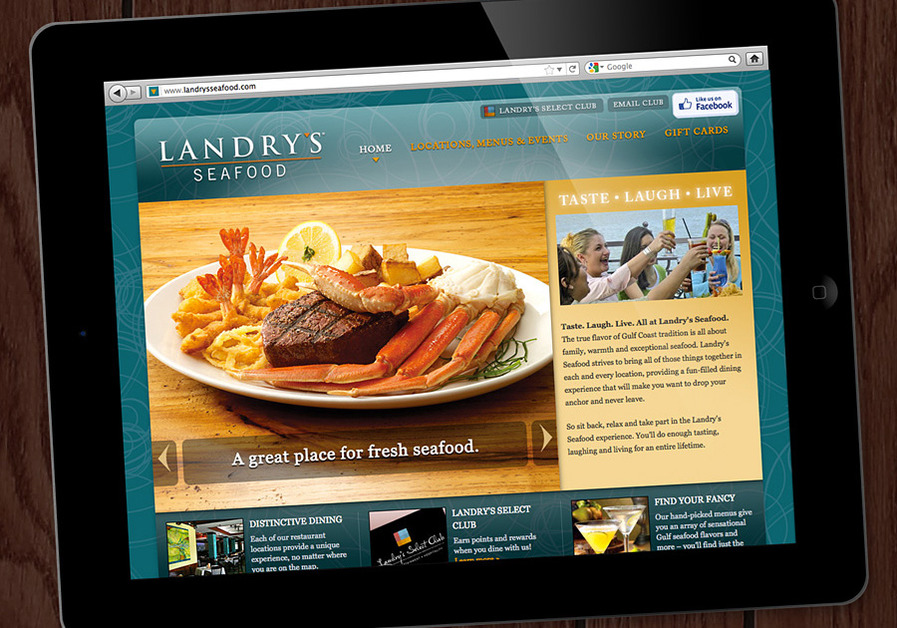 www.landrysseafood.com
Google
LANDRY'S SELECT CLUB
EMAIL CLUB
Like us on
Facebook
LANDRY'S
SEAFOOD
HOME
LOCATIONS, MENUS & EVENTS
OUR STORY
GIFT CARDS
TASTE • LAUGH • LIVE
Taste. Laugh. Live. All at Landry's Seafood.
The true flavor of Gulf Coast tradition is all about
family, warmth and exceptional seafood. Landry's
Seafood strives to bring all of those things together in
each and every location, providing a fun-filled dining
experience that will make you want to drop your
anchor and never leave.
So sit back, relax and take part in the Landry's
Seafood experience. You'll do enough tasting,
laughing and living for an entire lifetime.
A great place for fresh seafood.
DISTINCTIVE DINING
Each of our restaurant
locations provide a unique
experience, no matter where
you are on the map.
Landry's Select Club
LANDRY'S SELECT
CLUB
Earn points and rewards
when you dine with us!
Learn more
FIND YOUR FANCY
Our hand-picked menus give
you an array of sensational
Gulf seafood flavors and
more – you'll find just the